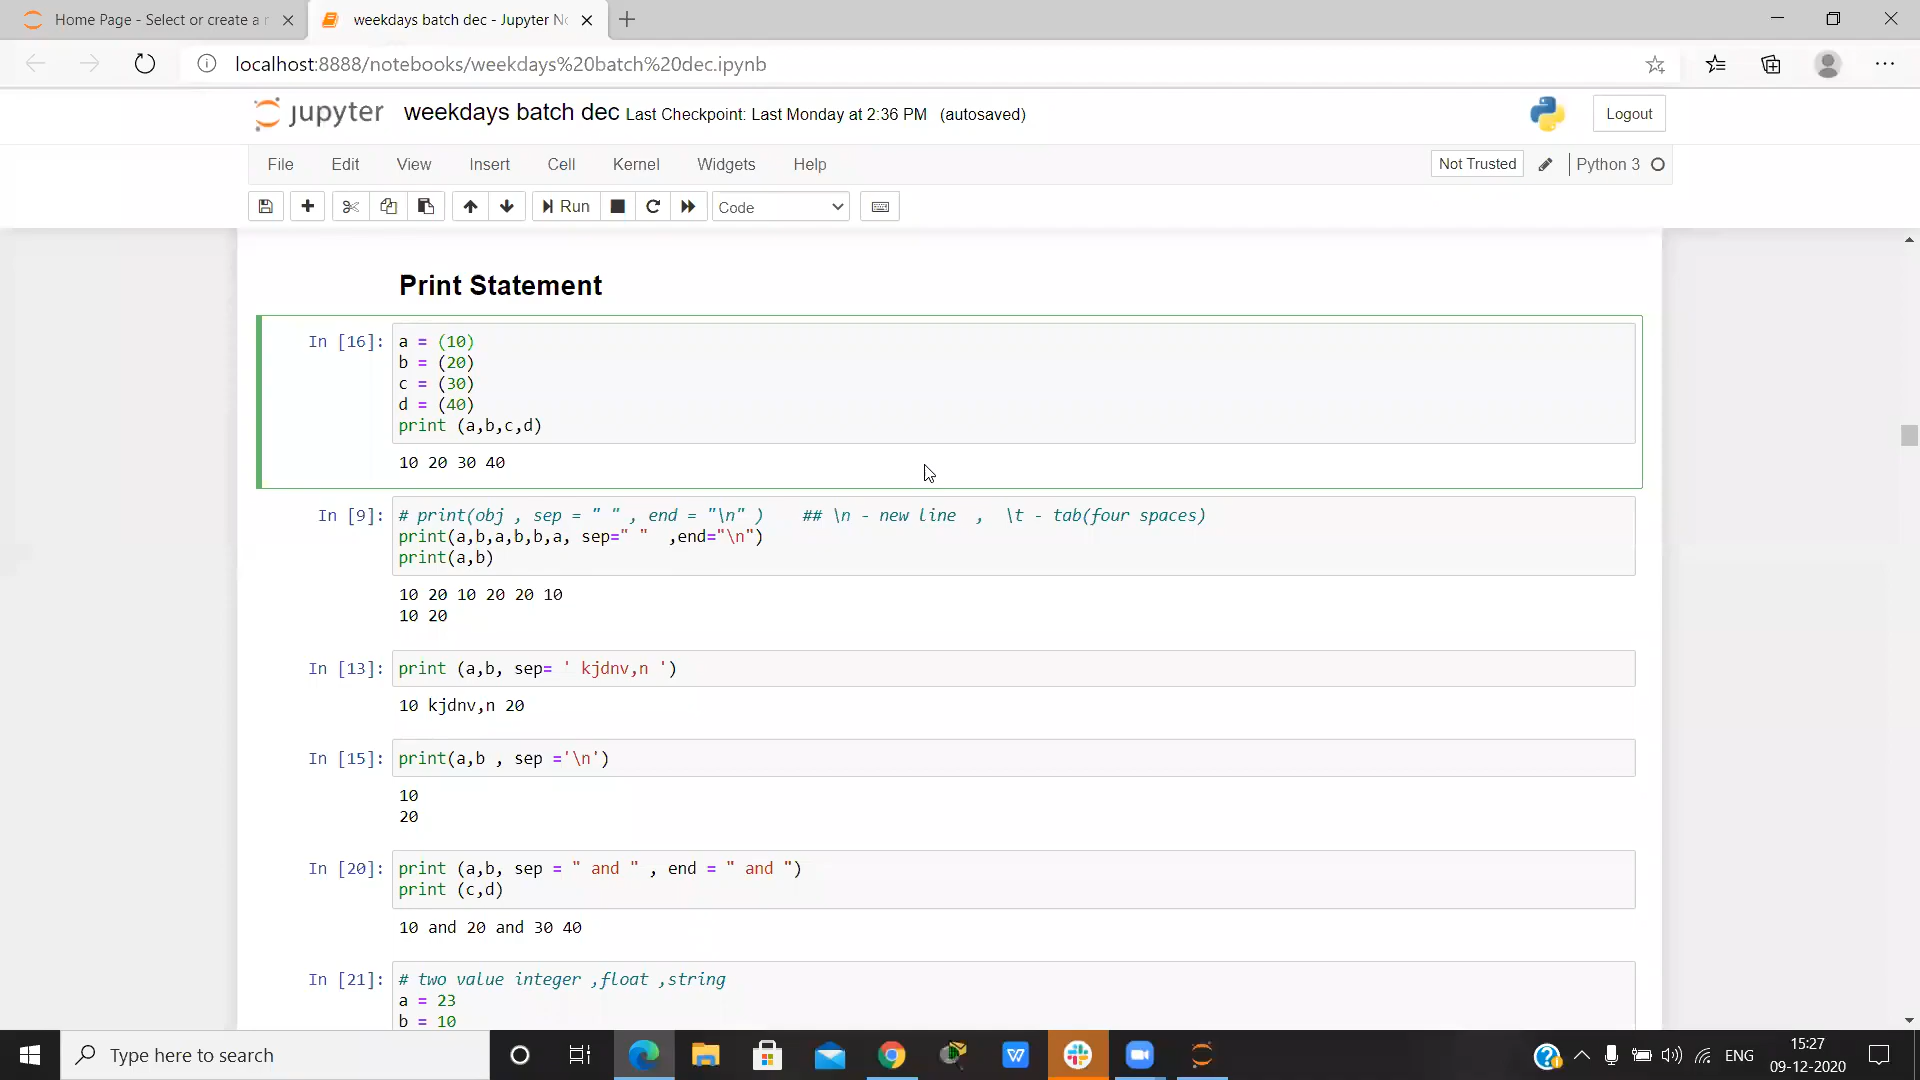 Home Page - Select or create a n
weekdays batch dec - Jupyter No
localhost:8888/notebooks/weekdays%20batch%20dec.ipynb
jupyter weekdays batch dec Last Checkpoint: Last Monday at 2:36 PM (autosaved)
Logout
File Edit View Insert Cell Kernel Widgets Help
Not Trusted Python 3
Run Code
Print Statement
In [16]: a = (10)
b = (20)
c = (30)
d = (40)
print (a,b,c,d)
10 20 30 40
In [9]: # print(obj , sep = " " , end = "\n" ) ## \n - new line , \t - tab(four spaces)
print(a,b,a,b,b,a, sep=" " ,end="\n")
print(a,b)
10 20 10 20 20 10
10 20
In [13]: print (a,b, sep= ' kjdnv,n ')
10 kjdnv,n 20
In [15]: print(a,b , sep ='\n')
10
20
In [20]: print (a,b, sep = " and " , end = " and ")
print (c,d)
10 and 20 and 30 40
In [21]: # two value integer ,float ,string
a = 23
b = 10
Type here to search
ENG
15:27
09-12-2020